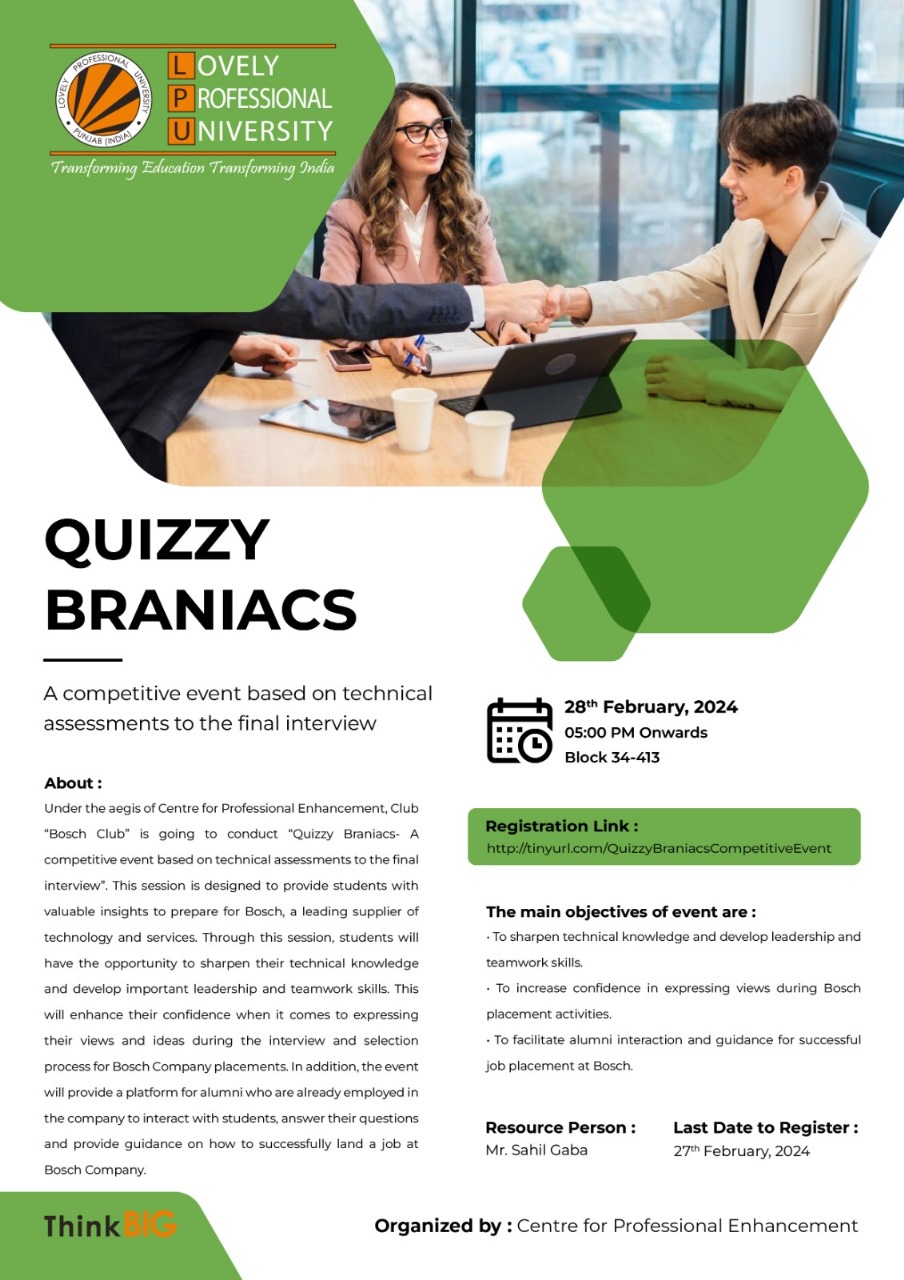 LOVELY PROFESSIONAL UNIVERSITY
PUNJAB (INDIA)
LOVELY
PROFESSIONAL
UNIVERSITY
Transforming Education Transforming India
QUIZZY
BRANIACS
A competitive event based on technical
assessments to the final interview
About :
Under the aegis of Centre for Professional Enhancement, Club
“Bosch Club” is going to conduct “Quizzy Braniacs- A
competitive event based on technical assessments to the final
interview”. This session is designed to provide students with
valuable insights to prepare for Bosch, a leading supplier of
technology and services. Through this session, students will
have the opportunity to sharpen their technical knowledge
and develop important leadership and teamwork skills. This
will enhance their confidence when it comes to expressing
their views and ideas during the interview and selection
process for Bosch Company placements. In addition, the event
will provide a platform for alumni who are already employed in
the company to interact with students, answer their questions
and provide guidance on how to successfully land a job at
Bosch Company.
28th February, 2024
05:00 PM Onwards
Block 34-413
Registration Link :
http://tinyurl.com/QuizzyBraniacsCompetitiveEvent
The main objectives of event are :
· To sharpen technical knowledge and develop leadership and
teamwork skills.
· To increase confidence in expressing views during Bosch
placement activities.
· To facilitate alumni interaction and guidance for successful
job placement at Bosch.
Resource Person :
Mr. Sahil Gaba
Last Date to Register :
27th February, 2024
Think BIG
Organized by : Centre for Professional Enhancement